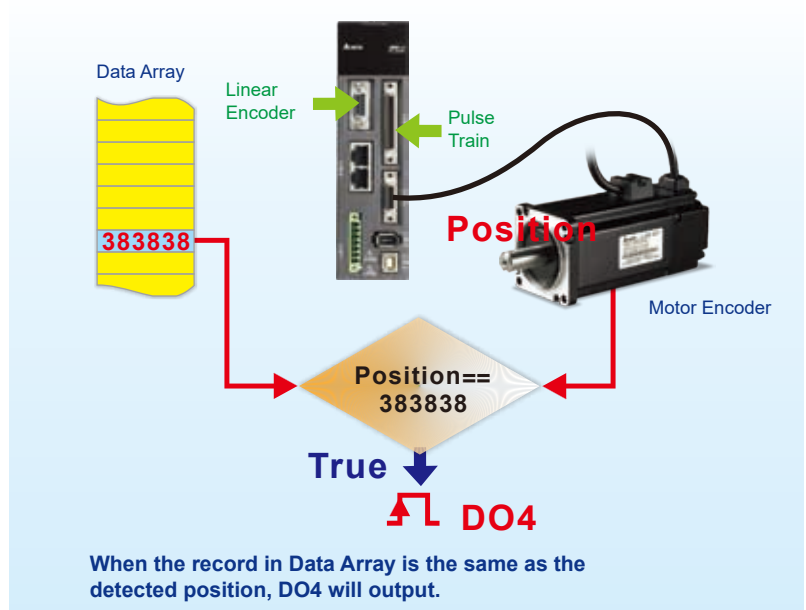 Data Array
Linear
Encoder
Pulse
Train
383838
Position
Motor Encoder
Position==
383838
True
DO4
When the record in Data Array is the same as the
detected position, DO4 will output.